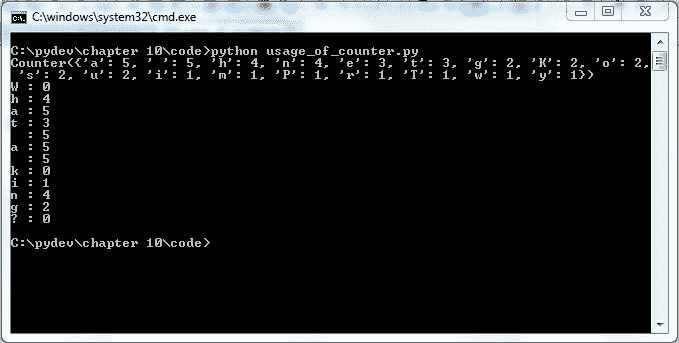 C:\windows\system32\cmd.exe
C:\pydev\chapter 10\code>python usage_of_counter.py
Counter({'a': 5, ' ': 5, 'h': 4, 'n': 4, 'e': 3, 't': 3, 'g': 2, 'K': 2, 'o': 2,
 's': 2, 'u': 2, 'i': 1, 'm': 1, 'P': 1, 'r': 1, 'T': 1, 'w': 1, 'y': 1})
W : 0
h : 4
a : 5
t : 3
  : 5
a : 5
  : 5
k : 0
i : 1
n : 4
g : 2
? : 0
C:\pydev\chapter 10\code>